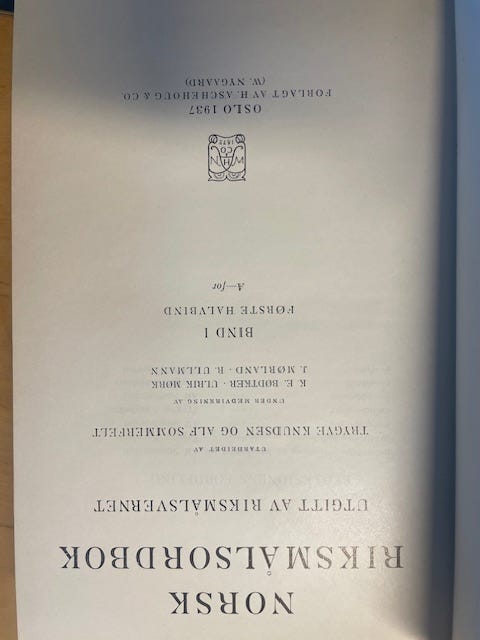 NORSK
RIKSMÅLSORDBOK
UTGITT AV RIKSMÅLSVERNET
UTARBEIDET AV
TRYGVE KNUDSEN OG ALF SOMMERFELT
UNDER MEDVIRKNING AV
K. E. BØDTKER · ULRIK MØRK
J. MØRLAND · B. ULLMANN
BIND I
FØRSTE HALVBIND
A—for
OSLO 1937
FORLAGT AV H. ASCHEHOUG & CO.
(W. NYGAARD)